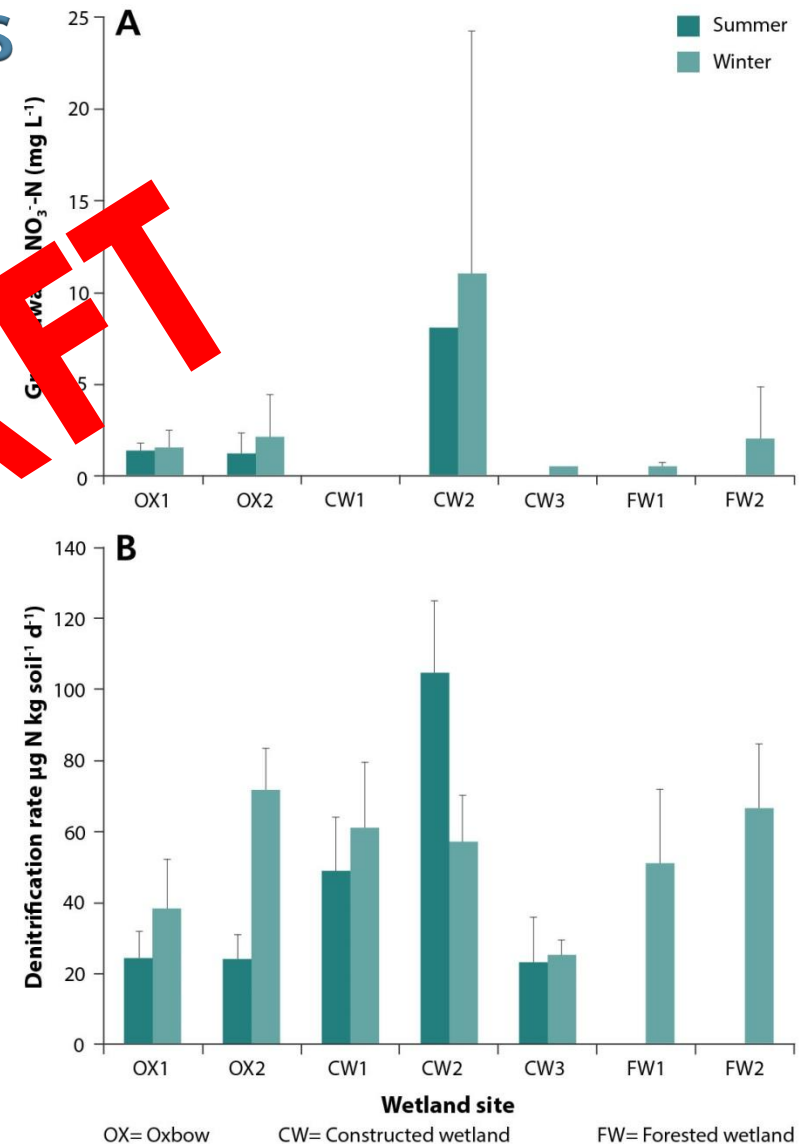 S
A
Summer
Winter
NO₃⁻-N (mg L⁻¹)
25
20
15
10
5
0
OX1 OX2 CW1 CW2 CW3 FW1 FW2
B
Denitrification rate µg N kg soil⁻¹ d⁻¹)
140
120
100
80
60
40
20
0
OX1 OX2 CW1 CW2 CW3 FW1 FW2
Wetland site
OX= Oxbow CW= Constructed wetland FW= Forested wetland
AFT